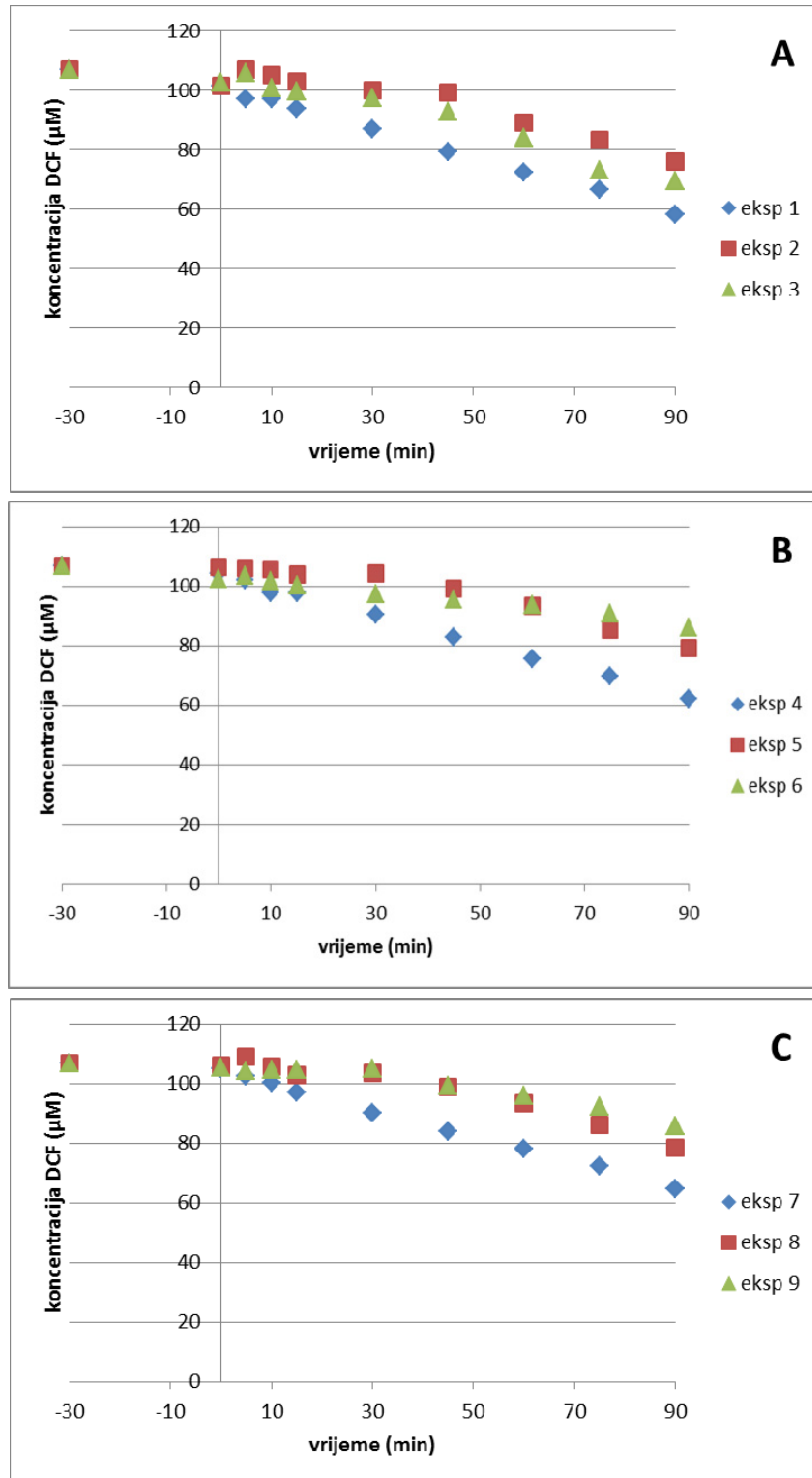 A
120
100
80
60
40
20
0
koncentracija DCF (µM)
-30 -10 10 30 50 70 90
vrijeme (min)
eksp 1
eksp 2
eksp 3
B
120
100
80
60
40
20
0
koncentracija DCF (µM)
-30 -10 10 30 50 70 90
vrijeme (min)
eksp 4
eksp 5
eksp 6
C
120
100
80
60
40
20
0
koncentracija DCF (µM)
-30 -10 10 30 50 70 90
vrijeme (min)
eksp 7
eksp 8
eksp 9